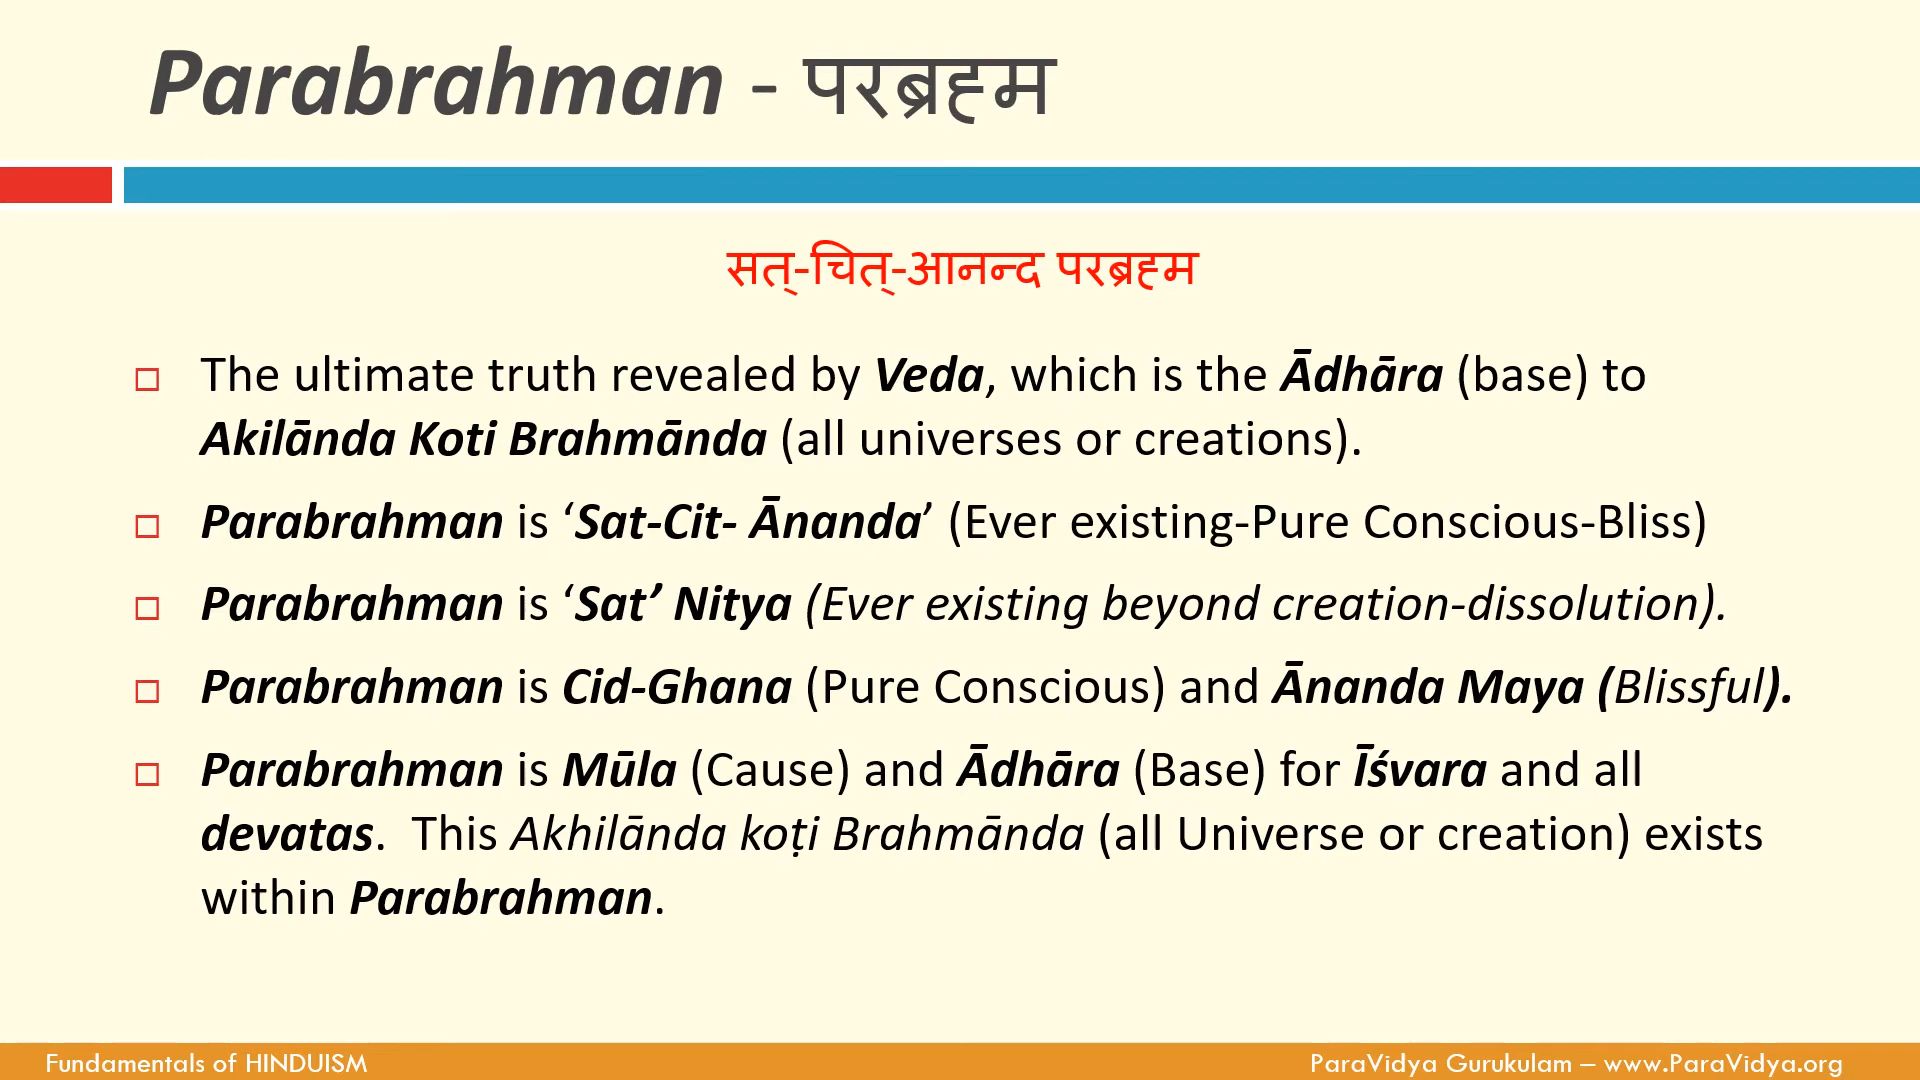 Parabrahman - परब्रह्म
सत्-चित्-आनन्द परब्रह्म
The ultimate truth revealed by Veda, which is the Ādhāra (base) to
Akilānda Koti Brahmānda (all universes or creations).
Parabrahman is ‘Sat-Cit- Ānanda’ (Ever existing-Pure Conscious-Bliss)
Parabrahman is ‘Sat’ Nitya (Ever existing beyond creation-dissolution).
Parabrahman is Cid-Ghana (Pure Conscious) and Ānanda Maya (Blissful).
Parabrahman is Mūla (Cause) and Ādhāra (Base) for Īśvara and all
devatas. This Akhilānda koṭi Brahmānda (all Universe or creation) exists
within Parabrahman.
Fundamentals of HINDUISM
ParaVidya Gurukulam – www.ParaVidya.org